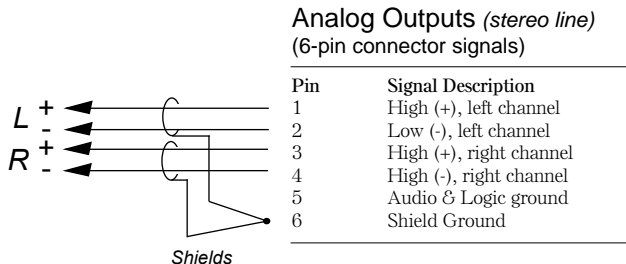 Analog Outputs (stereo line)
(6-pin connector signals)
Pin Signal Description
1 High (+), left channel
2 Low (-), left channel
3 High (+), right channel
4 High (-), right channel
5 Audio & Logic ground
6 Shield Ground
L + -
R + -
Shields